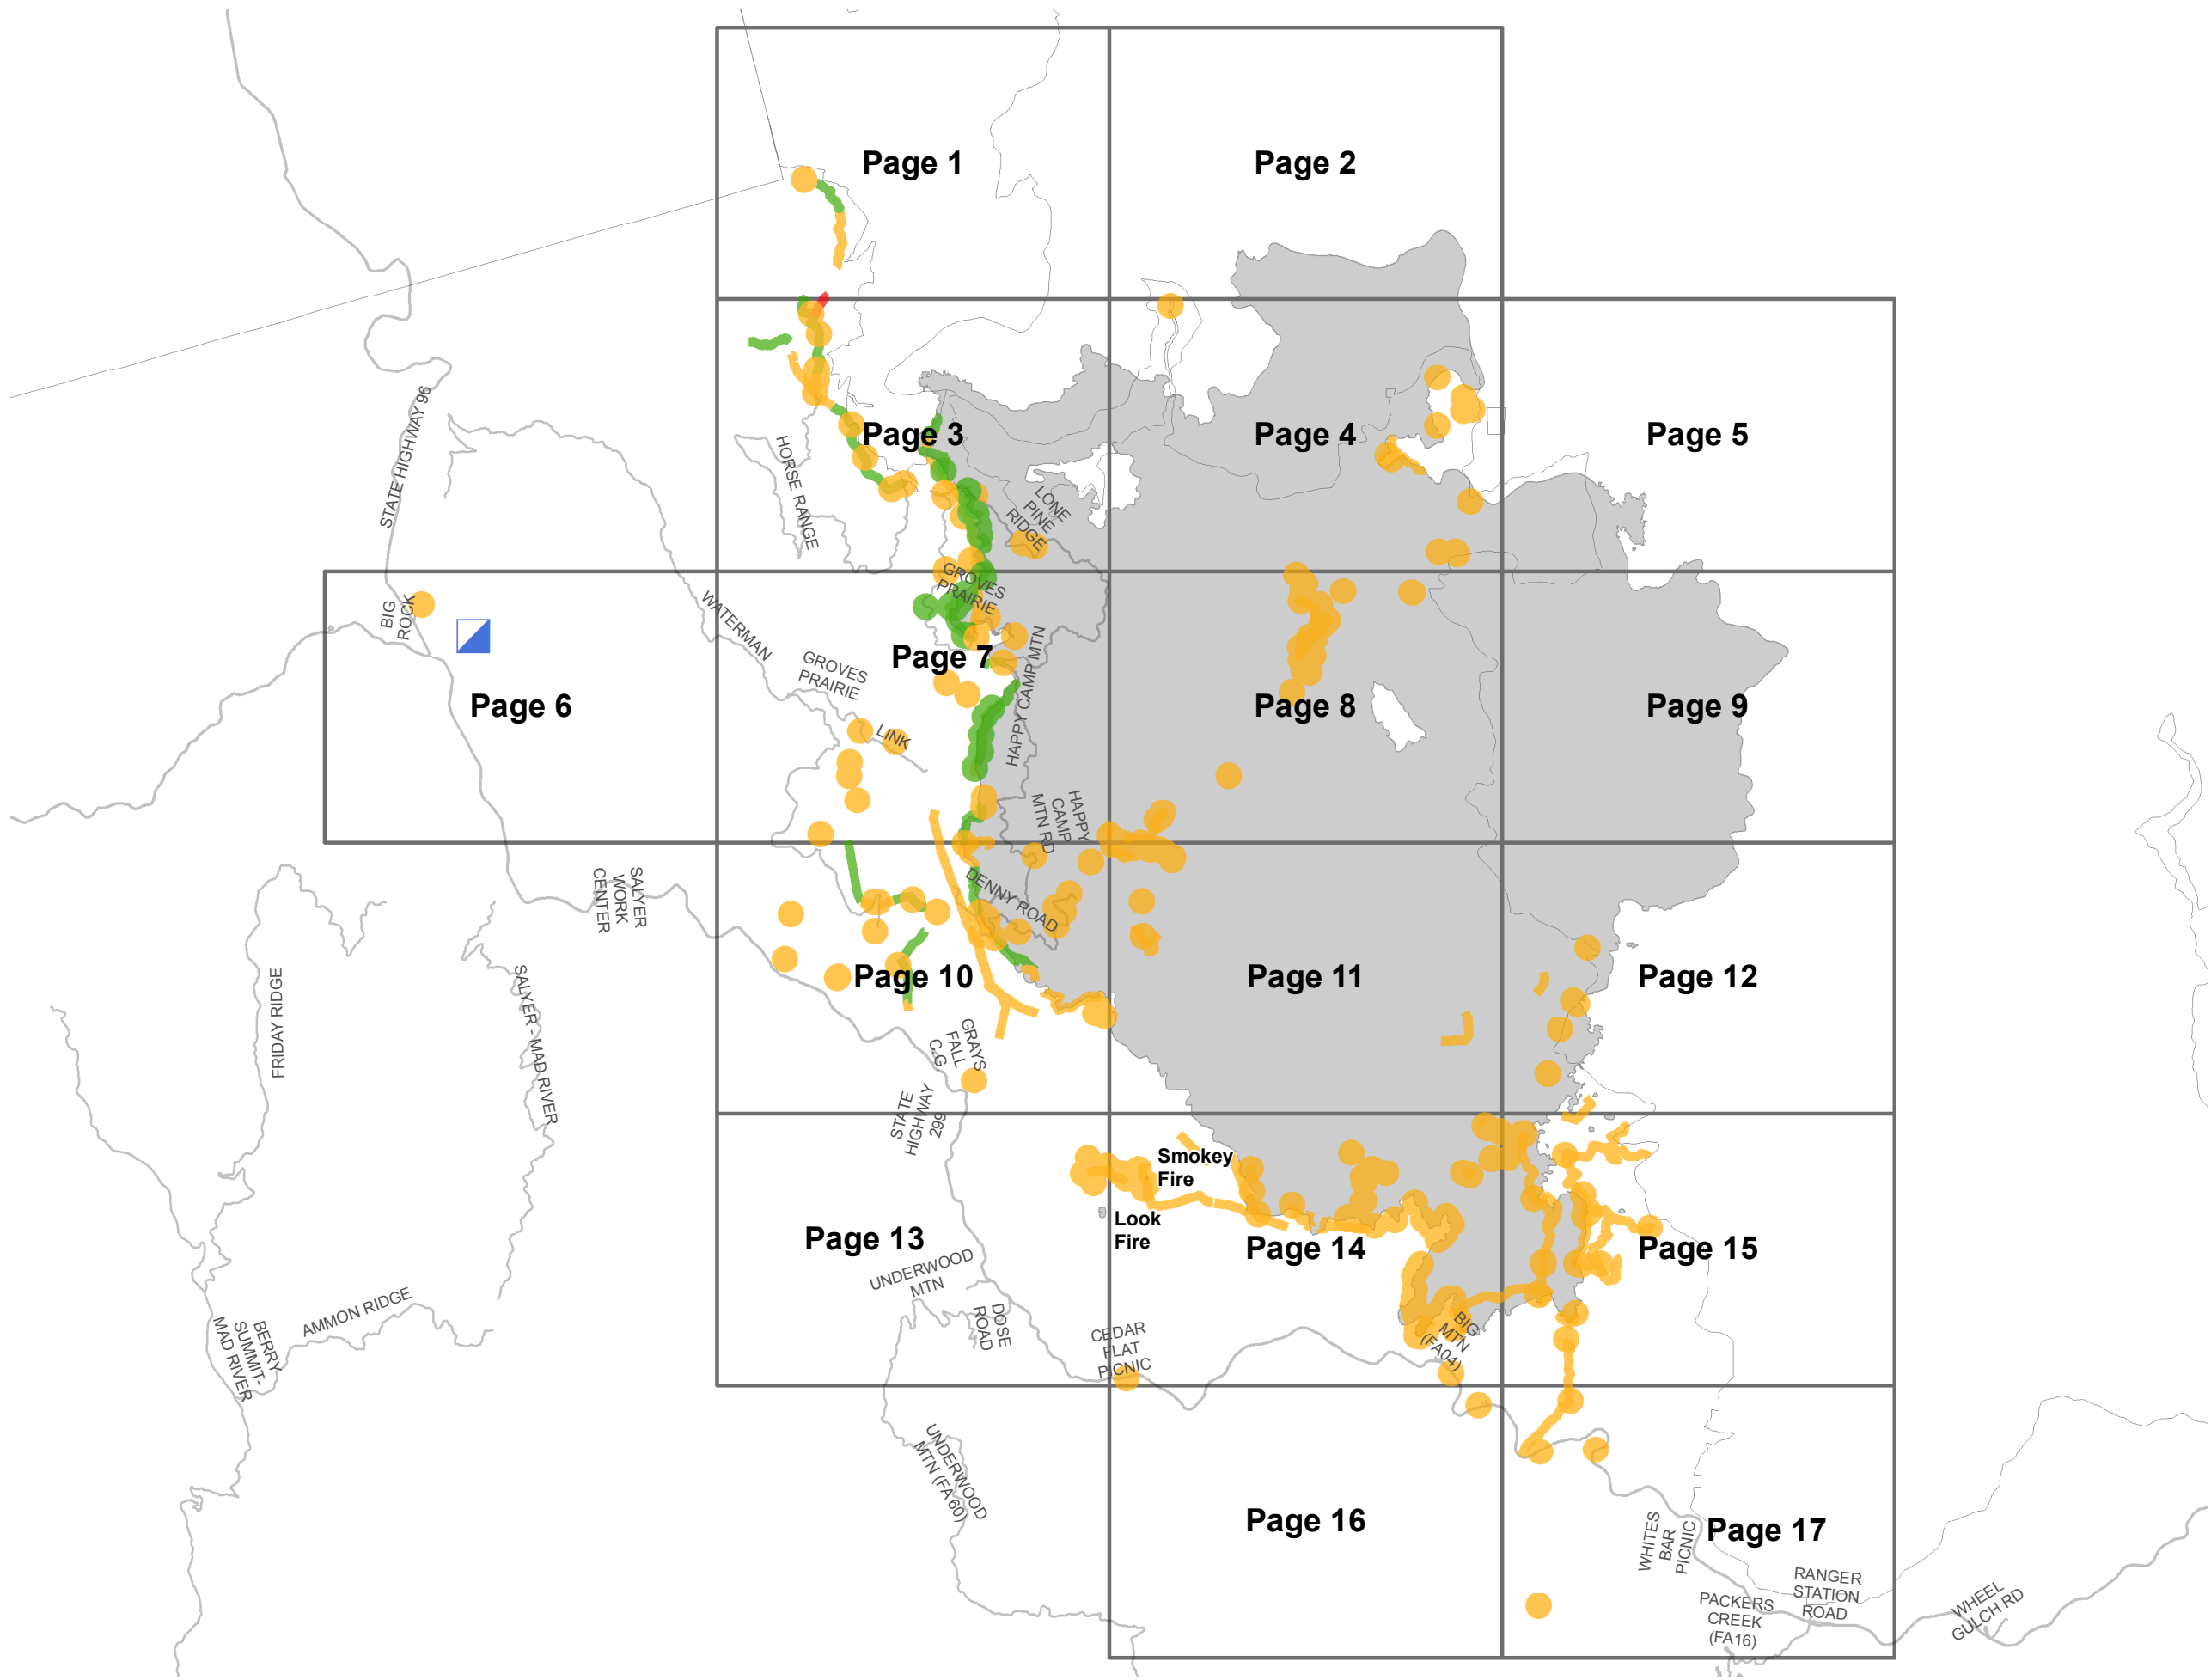 Page 1
Page 2
STATE HIGHWAY 96
HORSE RANGE
Page 3
LONE
PINE
RIDGE
Page 4
Page 5
BIG
ROCK
Page 6
WATERMAN
GROVES
PRAIRIE
GROVES
PRAIRIE
LINK
Page 7
HAPPY CAMP MTN
Page 8
Page 9
HAPPY
CAMP
MTN RD
SALYER
WORK
CENTER
DENNY ROAD
FRIDAY RIDGE
SALYER - MAD RIVER
Page 10
Page 11
Page 12
GRAYS
FALL
C.G.
STATE
HIGHWAY
299
Smokey
Fire
Look
Fire
Page 13
Page 14
Page 15
UNDERWOOD
MTN
DOSE
ROAD
CEDAR
FLAT
PICNIC
BIG
MTN
(FA04)
AMMON RIDGE
BERRY
SUMMIT-
MAD RIVER
UNDERWOOD
MTN (FA60)
Page 16
Page 17
WHITES
BAR
PICNIC
PACKERS
CREEK
(FA16)
RANGER
STATION
ROAD
WHEEL
GULCH RD